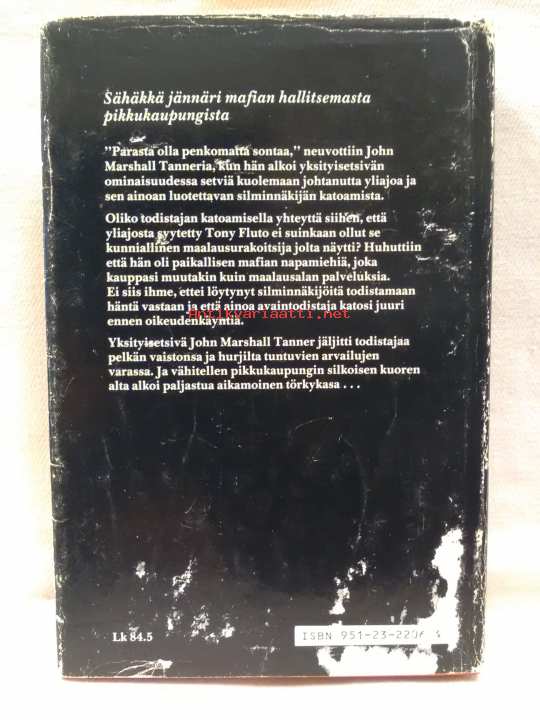 Sähäkkä jännäri mafian hallitsemasta
pikkukaupungista
"Parasta olla penkomatta sontaa," neuvottiin John
Marshall Tanneria, kun hän alkoi yksityisetsivän
ominaisuudessa setviä kuolemaan johtanutta yliajoa ja
sen ainoan luotettavan silminnäkijän katoamista.
Oliko todistajan katoamisella yhteyttä siihen, että
yliajosta syytetty Tony Fluto ei suinkaan ollut se
kunniallinen maalausurakoitsija jolta näytti? Huhuttiin
että hän oli paikallisen mafian napamiehiä, joka
kauppasi muutakin kuin maalausalan palveluksia.
Ei siis ihme, ettei löytynyt silminnäkijöitä todistamaan
häntä vastaan ja että ainoa avaintodistaja katosi juuri
ennen oikeudenkäyntiä.
Antikvariaatti.net
Yksityisetsivä John Marshall Tanner jäljitti todistajaa
pelkän vaistonsa ja hurjilta tuntuvien arvailujen
varassa. Ja vähitellen pikkukaupungin silkoisen kuoren
alta alkoi paljastua aikamoinen törkykasa . . .
Lk 84.5
ISBN 951-23-220